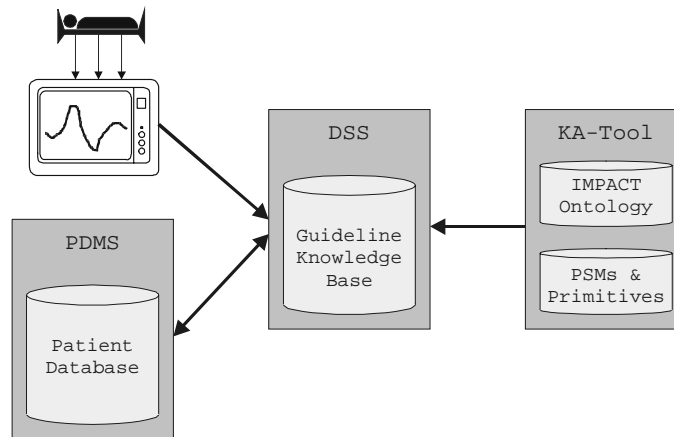 DSS
Guideline
Knowledge
Base
KA-Tool
IMPACT
Ontology
PSMs &
Primitives
PDMS
Patient
Database